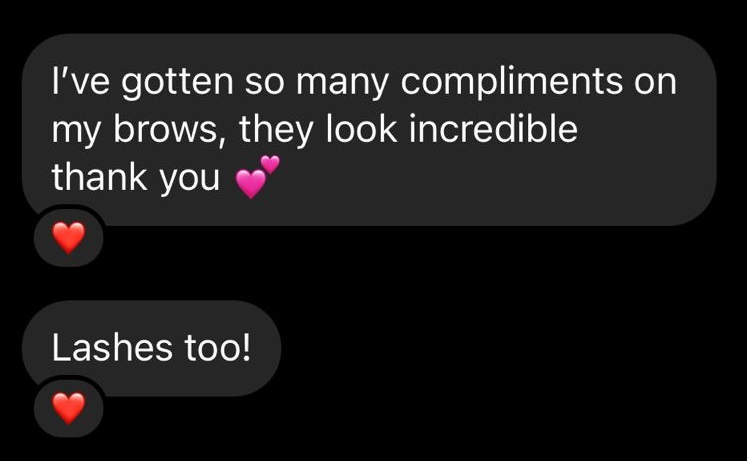 I’ve gotten so many compliments on
my brows, they look incredible
thank you 💕
Lashes too!